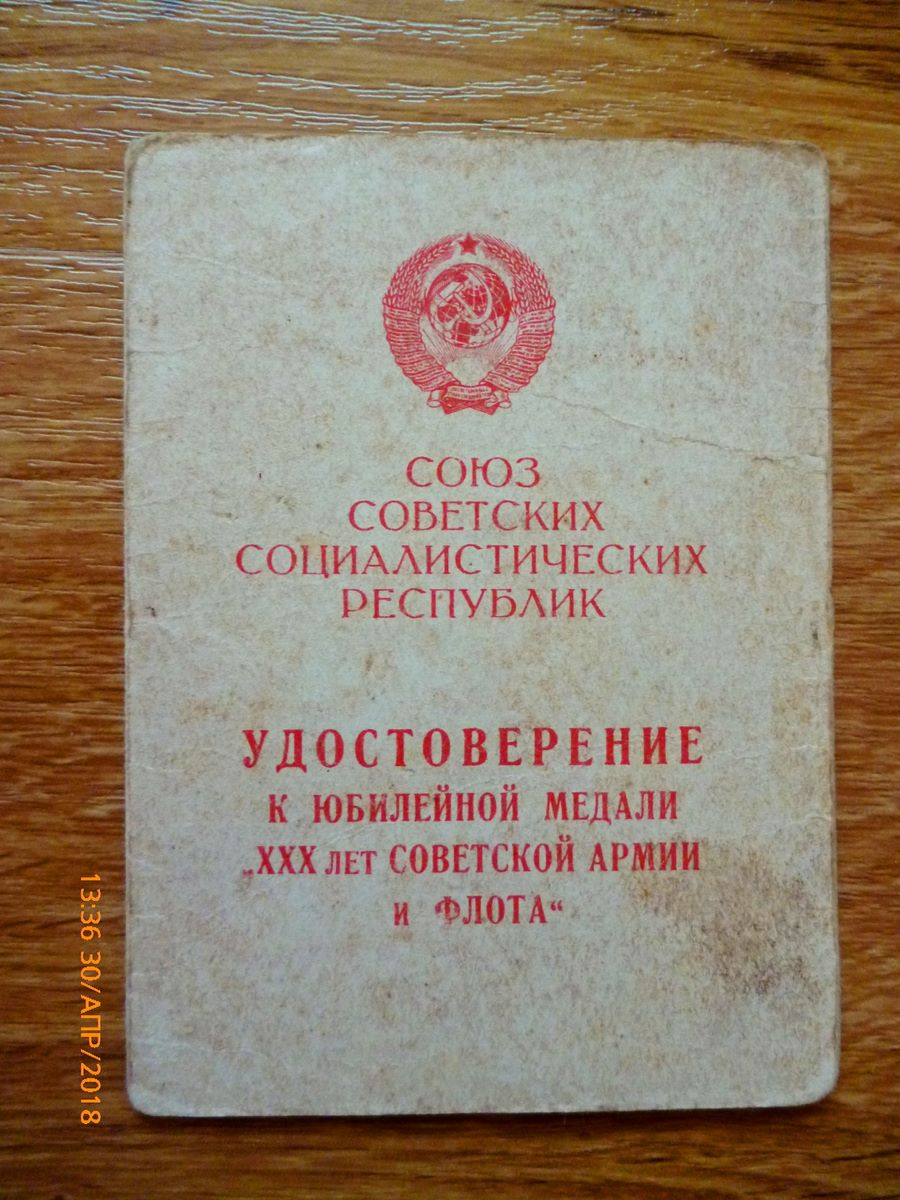 СОЮЗ
СОВЕТСКИХ
СОЦИАЛИСТИЧЕСКИХ
РЕСПУБЛИК
УДОСТОВЕРЕНИЕ
К ЮБИЛЕЙНОЙ МЕДАЛИ
„XXX ЛЕТ СОВЕТСКОЙ АРМИИ
И ФЛОТА“
13:36 30/АПР/2018